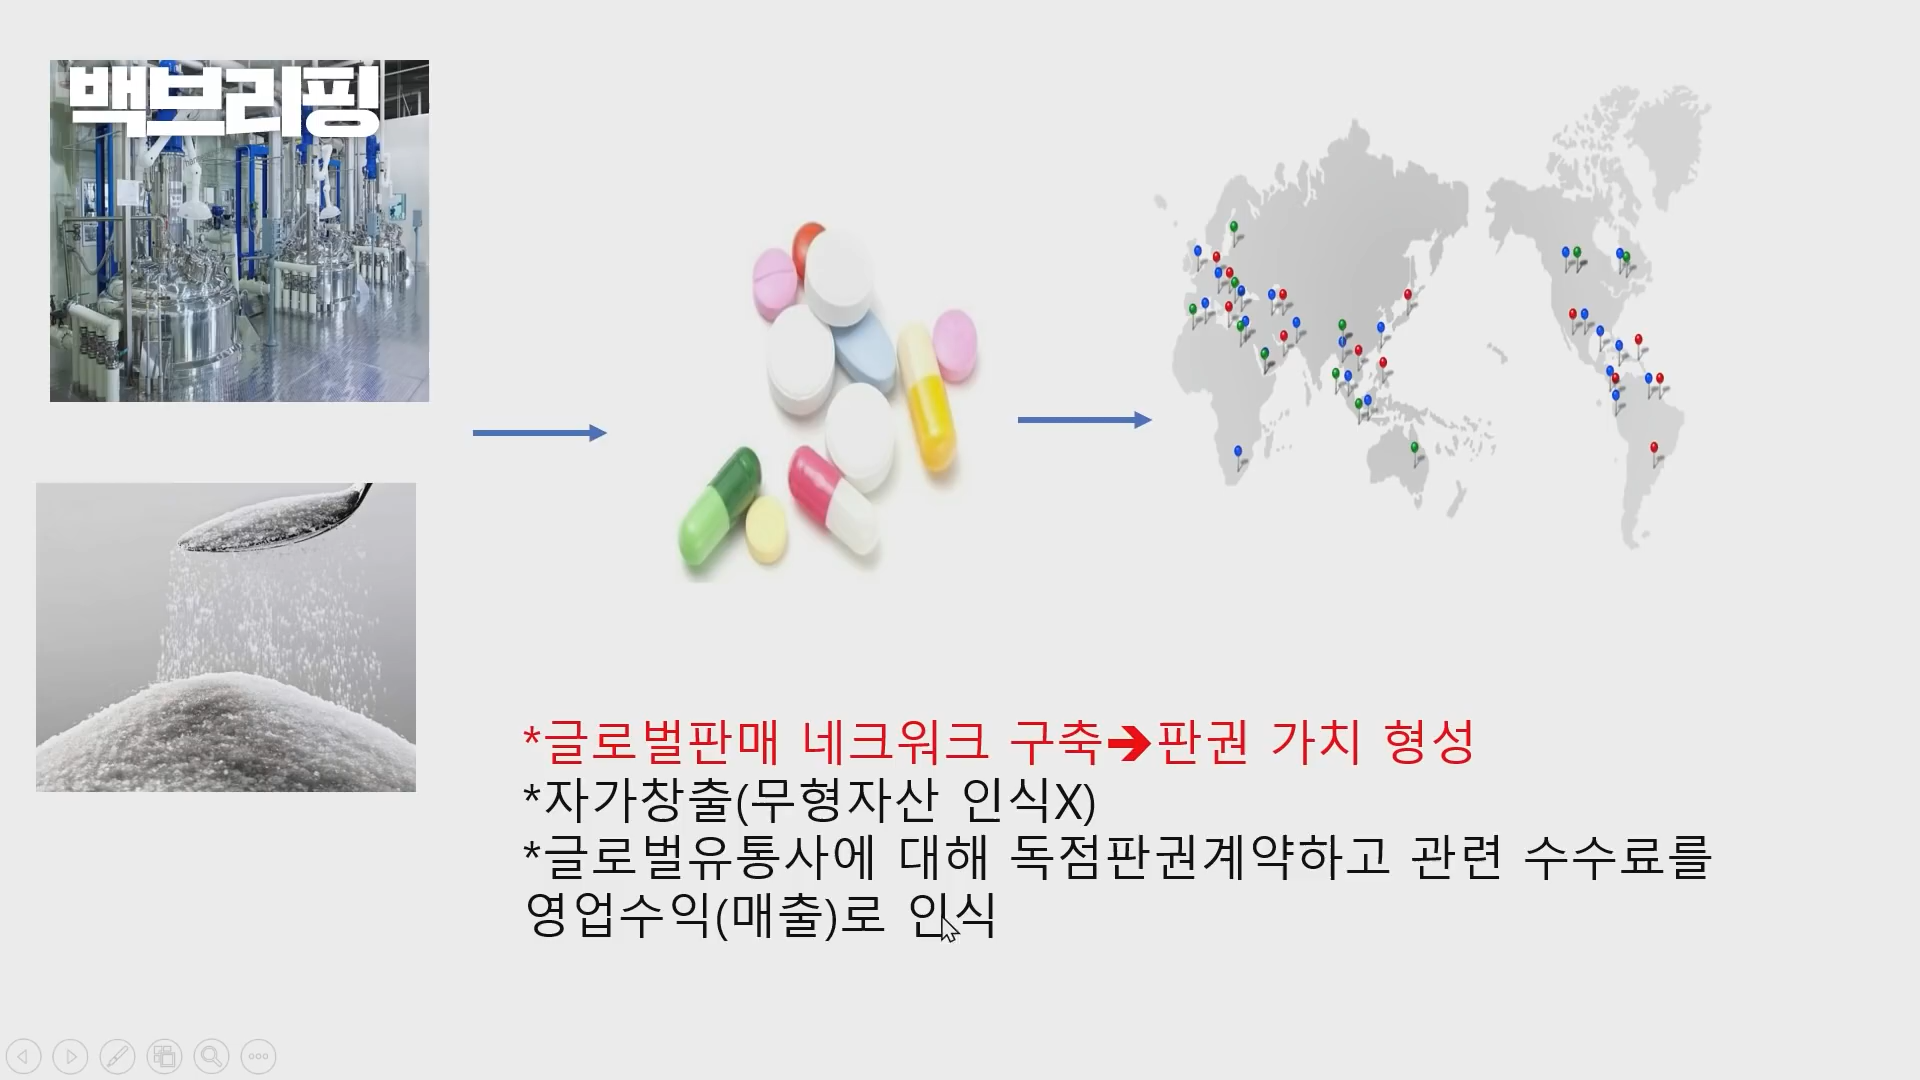 백브리핑
*글로벌판매 네크워크 구축➔판권 가치 형성
*자가창출(무형자산 인식X)
*글로벌유통사에 대해 독점판권계약하고 관련 수수료를
영업수익(매출)로 인식